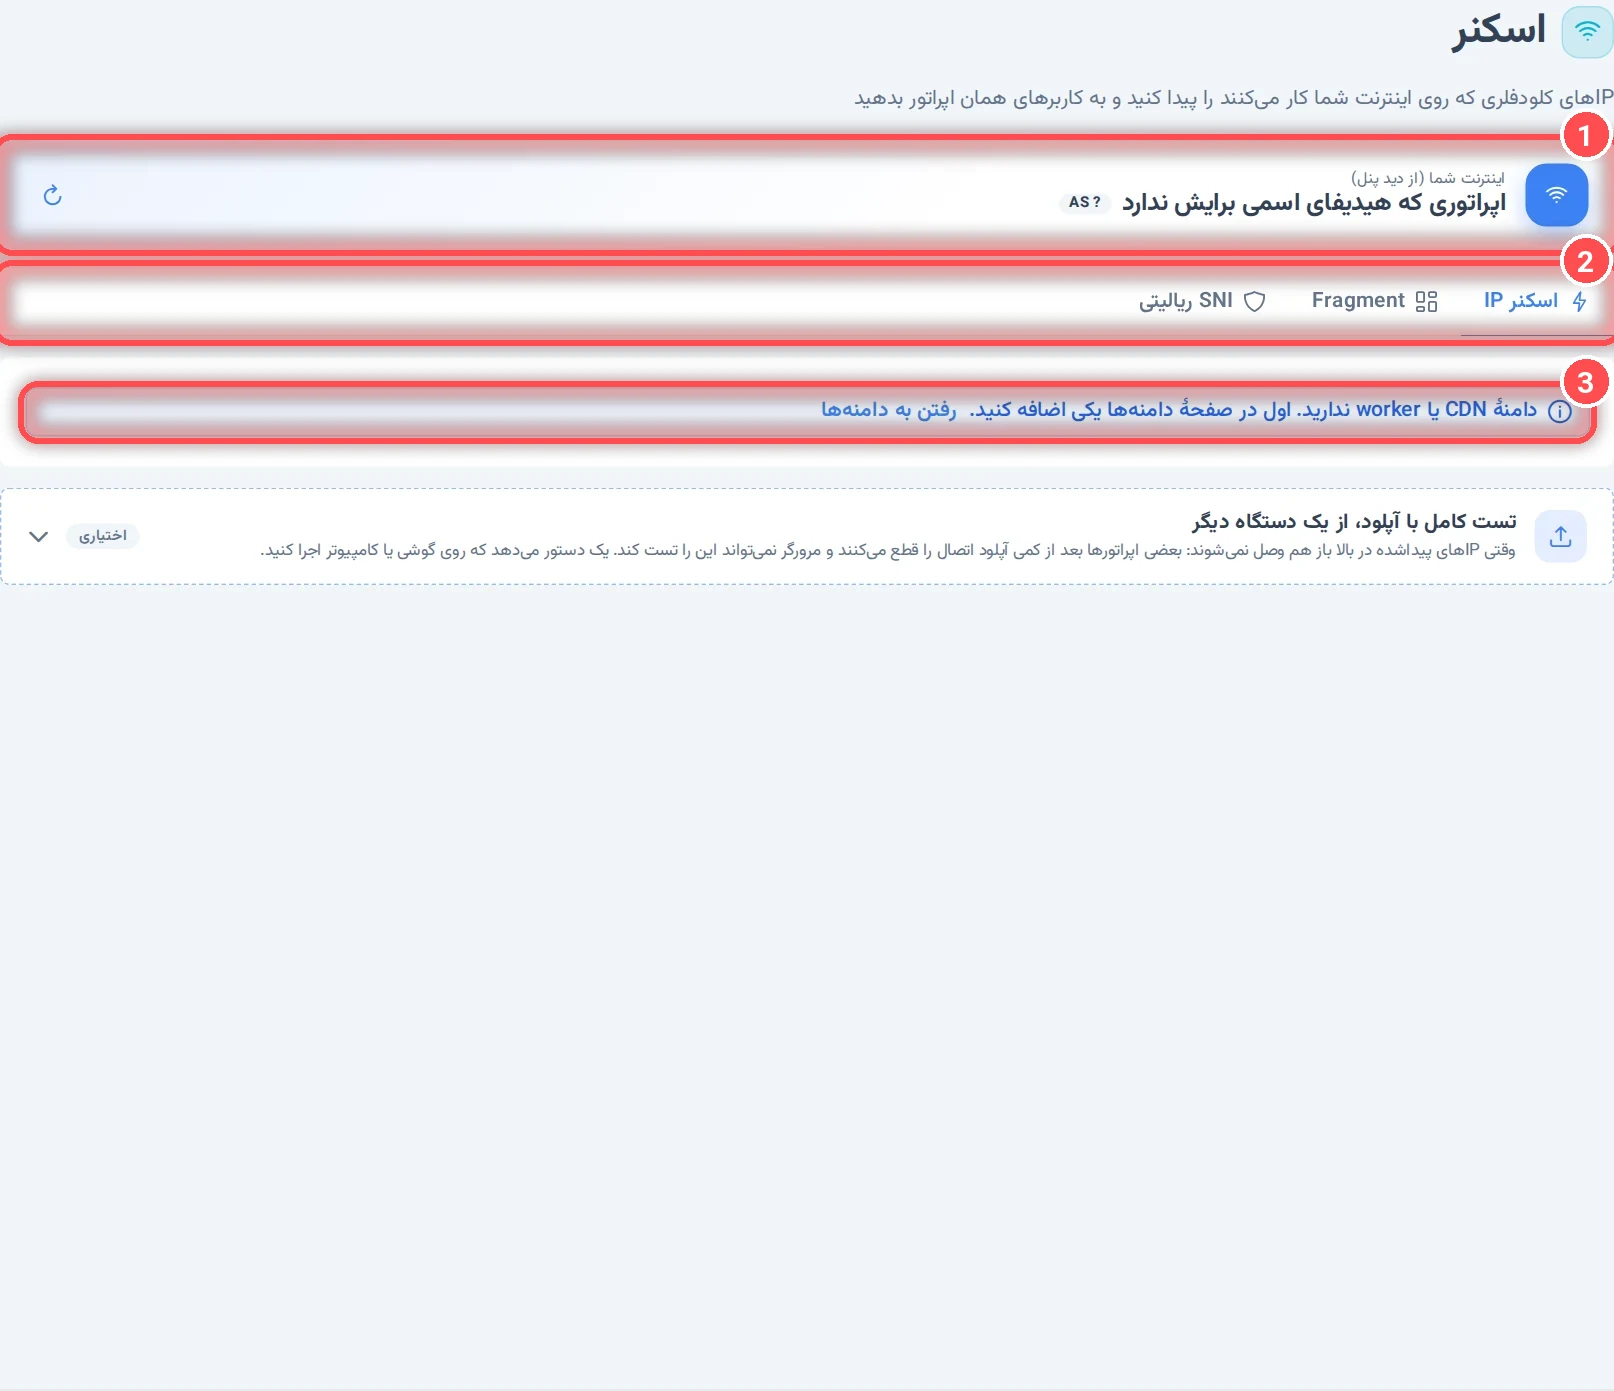 اسکنر
IPهای کلودفلری که روی اینترنت شما کار می‌کنند را پیدا کنید و به کاربرهای همان اپراتور بدهید
1
اینترنت شما (از دید پنل)
اپراتوری که هیدیفای اسمی برایش ندارد AS ?
2
اسکنر IP Fragment SNI ریالیتی
3
دامنهٔ CDN یا worker ندارید. اول در صفحهٔ دامنه‌ها یکی اضافه کنید. رفتن به دامنه‌ها
تست کامل با آپلود، از یک دستگاه دیگر
اختیاری
وقتی IPهای پیداشده در بالا باز هم وصل نمی‌شوند: بعضی اپراتورها بعد از کمی آپلود اتصال را قطع می‌کنند و مرورگر نمی‌تواند این را تست کند. یک دستور می‌دهد که روی گوشی یا کامپیوتر اجرا کنید.